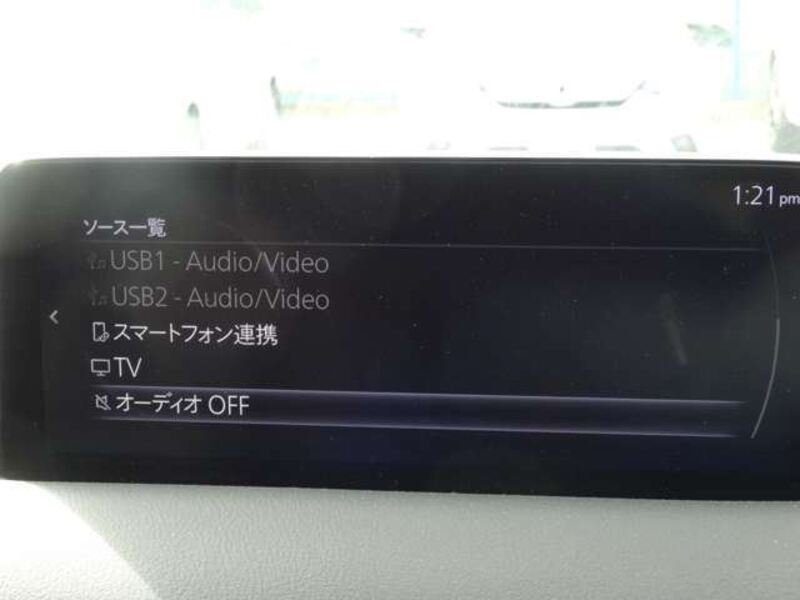 1:21 pm
ソース一覧
USB1 - Audio/Video
USB2 - Audio/Video
スマートフォン連携
TV
オーディオ OFF